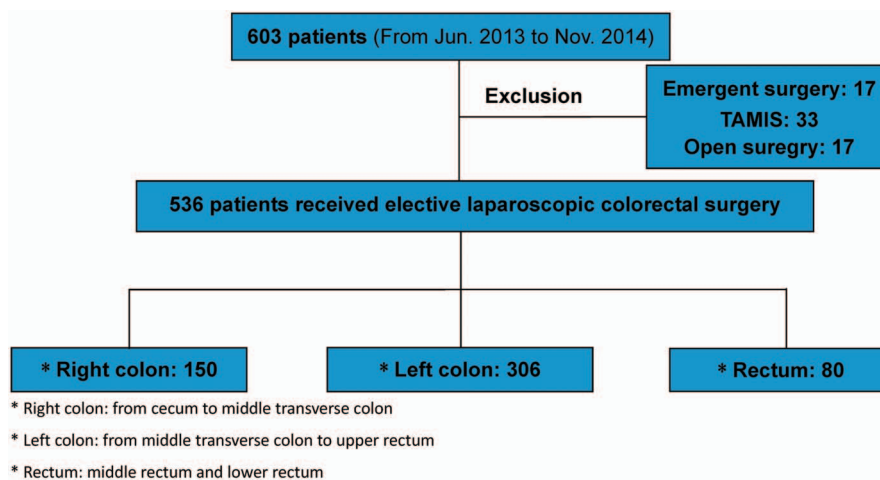 603 patients (From Jun. 2013 to Nov. 2014)
Exclusion
Emergent surgery: 17
TAMIS: 33
Open suregry: 17
536 patients received elective laparoscopic colorectal surgery
* Right colon: 150
* Left colon: 306
* Rectum: 80
* Right colon: from cecum to middle transverse colon
* Left colon: from middle transverse colon to upper rectum
* Rectum: middle rectum and lower rectum